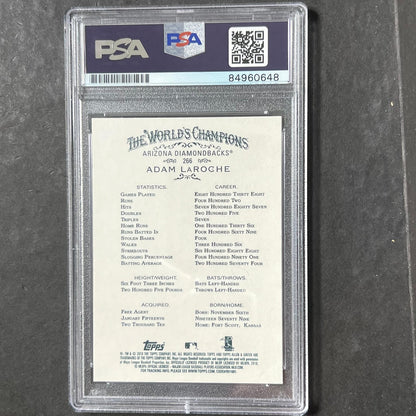 PSA
PSA
84960648
THE WORLD'S CHAMPIONS
ARIZONA DIAMONDBACKS®
266
ADAM LaROCHE
STATISTICS. CAREER.
GAMES PLAYED EIGHT HUNDRED THIRTY EIGHT
RUNS FOUR HUNDRED TWO
HITS SEVEN HUNDRED EIGHTY SEVEN
DOUBLES TWO HUNDRED FIVE
TRIPLES SEVEN
HOME RUNS ONE HUNDRED THIRTY SIX
RUNS BATTED IN FOUR HUNDRED SIXTY NINE
STOLEN BASES FOUR
WALKS THREE HUNDRED SIX
STRIKEOUTS SIX HUNDRED EIGHTY EIGHT
SLUGGING PERCENTAGE FOUR HUNDRED NINETY ONE
BATTING AVERAGE TWO HUNDRED SEVENTY FOUR
HEIGHT/WEIGHT. BATS/THROWS.
SIX FOOT THREE INCHES BATS LEFT-HANDED
TWO HUNDRED FIVE POUNDS THROWS LEFT-HANDED
ACQUIRED. BORN/HOME.
FREE AGENT BORN: NOVEMBER SIXTH
JANUARY FIFTEENTH NINETEEN SEVENTY NINE
TWO THOUSAND TEN HOME: FORT SCOTT, KANSAS
Topps